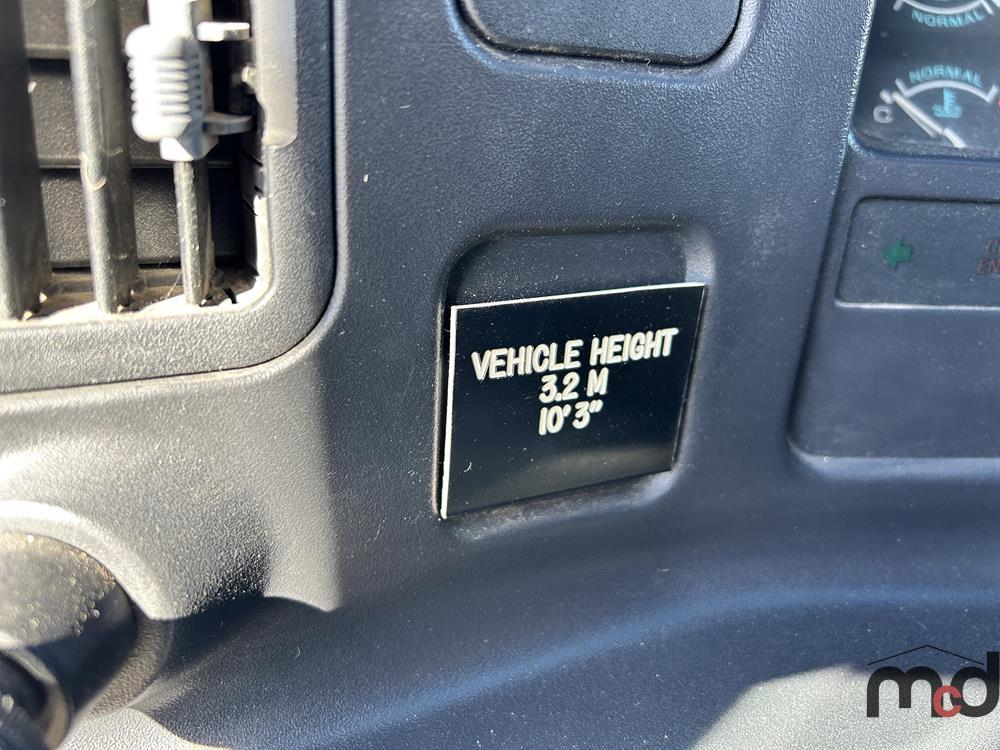 NORMAL
NORMAL
C
VEHICLE HEIGHT
3.2 M
10' 3"
mcd